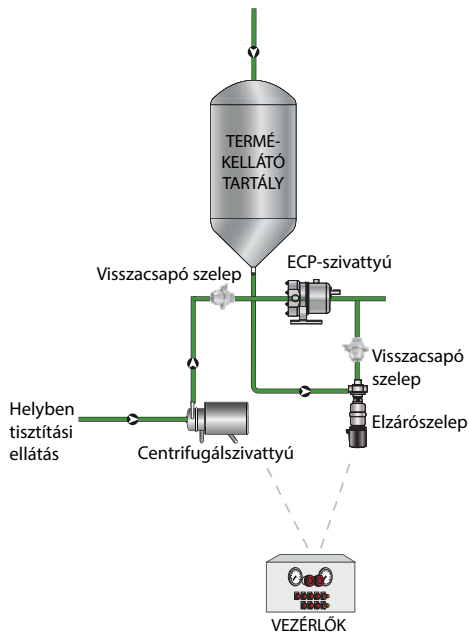 TERMÉ-
KELLÁTÓ
TARTÁLY
ECP-szivattyú
Visszacsapó szelep
Visszacsapó
szelep
Helyben
tisztítási
ellátás
Elzárószelep
Centrifugálszivattyú
VEZÉRLŐK